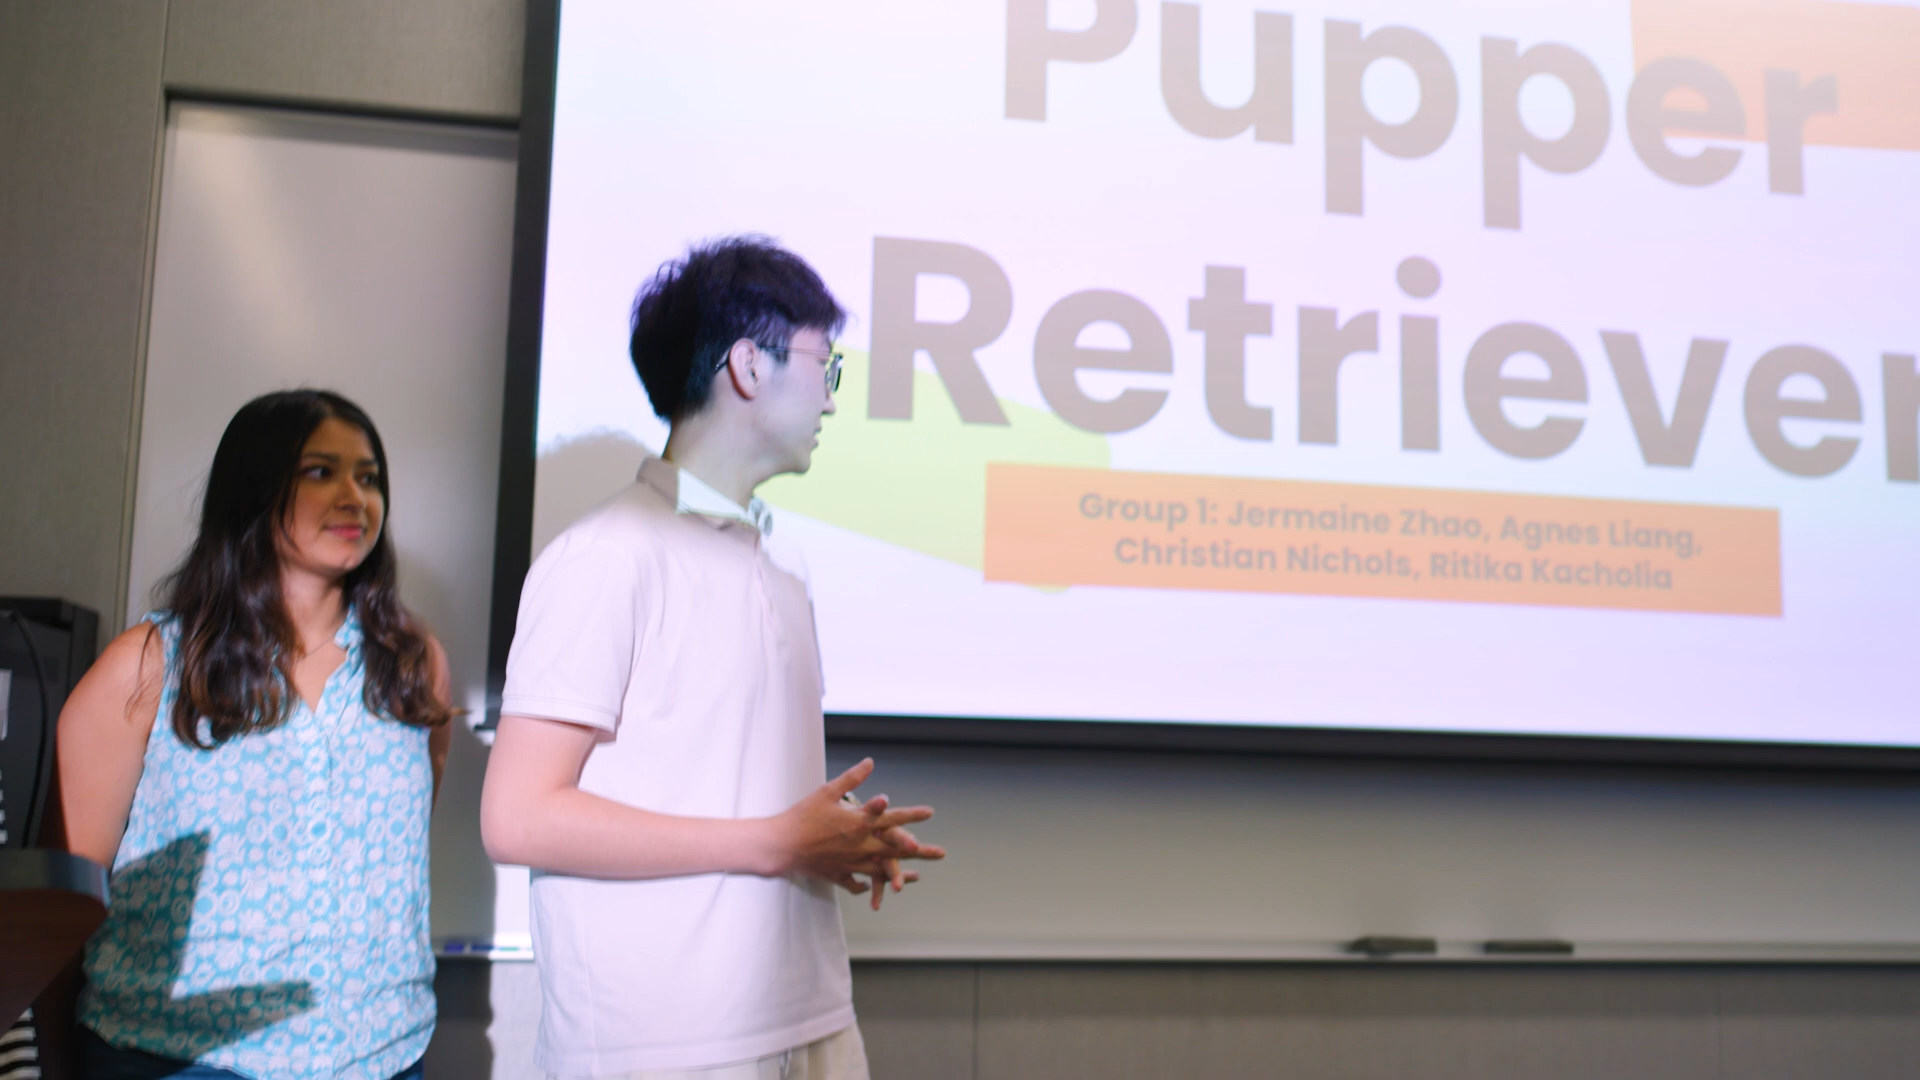 Pupper
Retriever
Group 1: Jermaine Zhao, Agnes Liang,
Christian Nichols, Ritika Kacholia